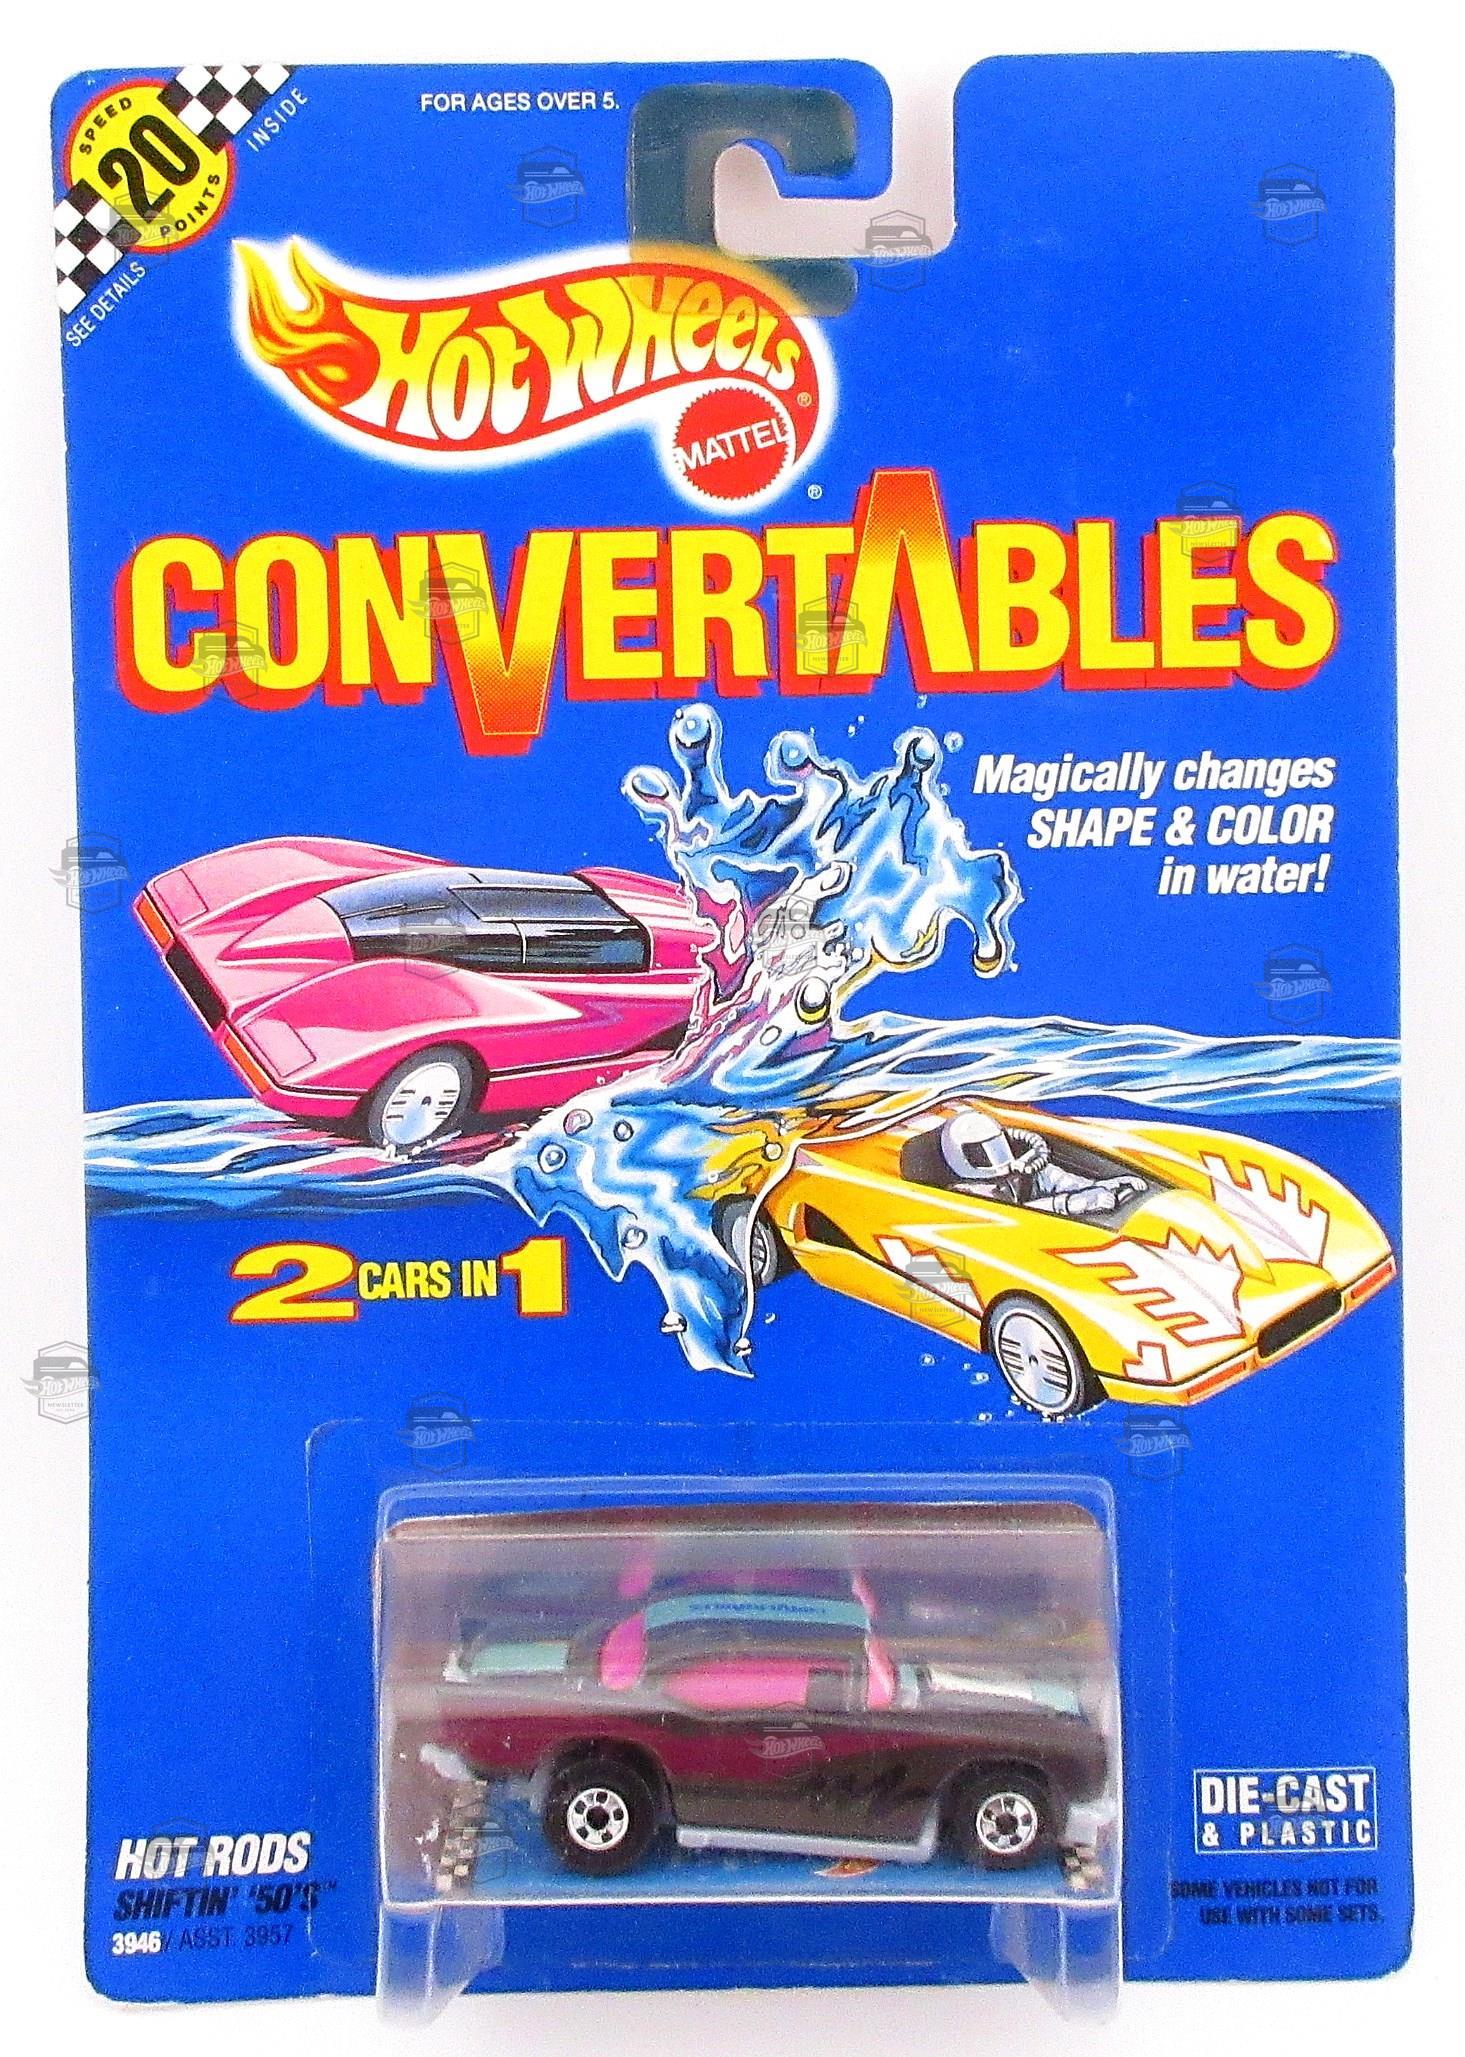 SPEED
20
POINTS
INSIDE
SEE DETAILS
FOR AGES OVER 5.
HOT WHEELS®
MATTEL
®
CONVERTABLES
Magically changes
SHAPE & COLOR
in water!
2 CARS IN 1
HOT RODS
SHIFTIN' '50'S™
3946/ ASST. 3957
DIE-CAST
& PLASTIC
SOME VEHICLES NOT FOR
USE WITH SOME SETS.